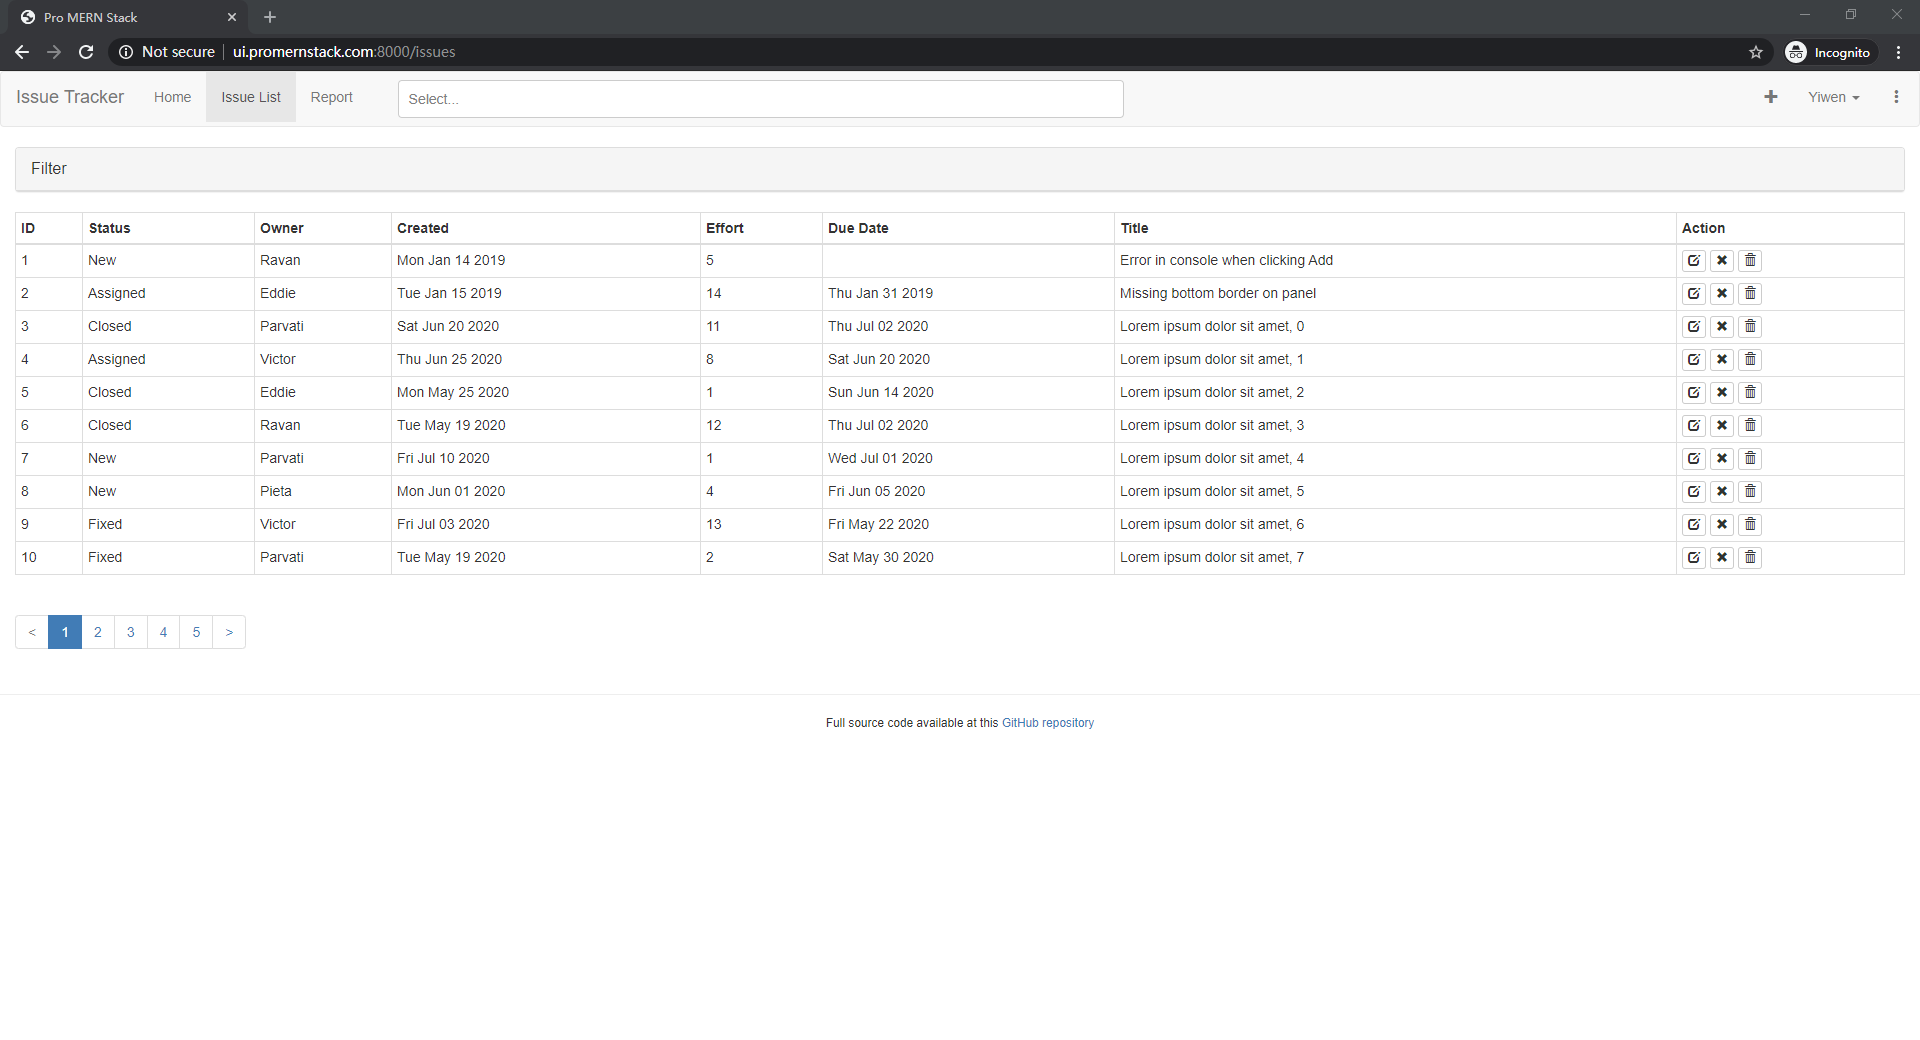 Pro MERN Stack
Not secure ui.promernstack.com:8000/issues Incognito
Issue Tracker Home Issue List Report Select... Yiwen
Filter
ID Status Owner Created Effort Due Date Title Action
1 New Ravan Mon Jan 14 2019 5 Error in console when clicking Add
2 Assigned Eddie Tue Jan 15 2019 14 Thu Jan 31 2019 Missing bottom border on panel
3 Closed Parvati Sat Jun 20 2020 11 Thu Jul 02 2020 Lorem ipsum dolor sit amet, 0
4 Assigned Victor Thu Jun 25 2020 8 Sat Jun 20 2020 Lorem ipsum dolor sit amet, 1
5 Closed Eddie Mon May 25 2020 1 Sun Jun 14 2020 Lorem ipsum dolor sit amet, 2
6 Closed Ravan Tue May 19 2020 12 Thu Jul 02 2020 Lorem ipsum dolor sit amet, 3
7 New Parvati Fri Jul 10 2020 1 Wed Jul 01 2020 Lorem ipsum dolor sit amet, 4
8 New Pieta Mon Jun 01 2020 4 Fri Jun 05 2020 Lorem ipsum dolor sit amet, 5
9 Fixed Victor Fri Jul 03 2020 13 Fri May 22 2020 Lorem ipsum dolor sit amet, 6
10 Fixed Parvati Tue May 19 2020 2 Sat May 30 2020 Lorem ipsum dolor sit amet, 7
< 1 2 3 4 5 >
Full source code available at this GitHub repository